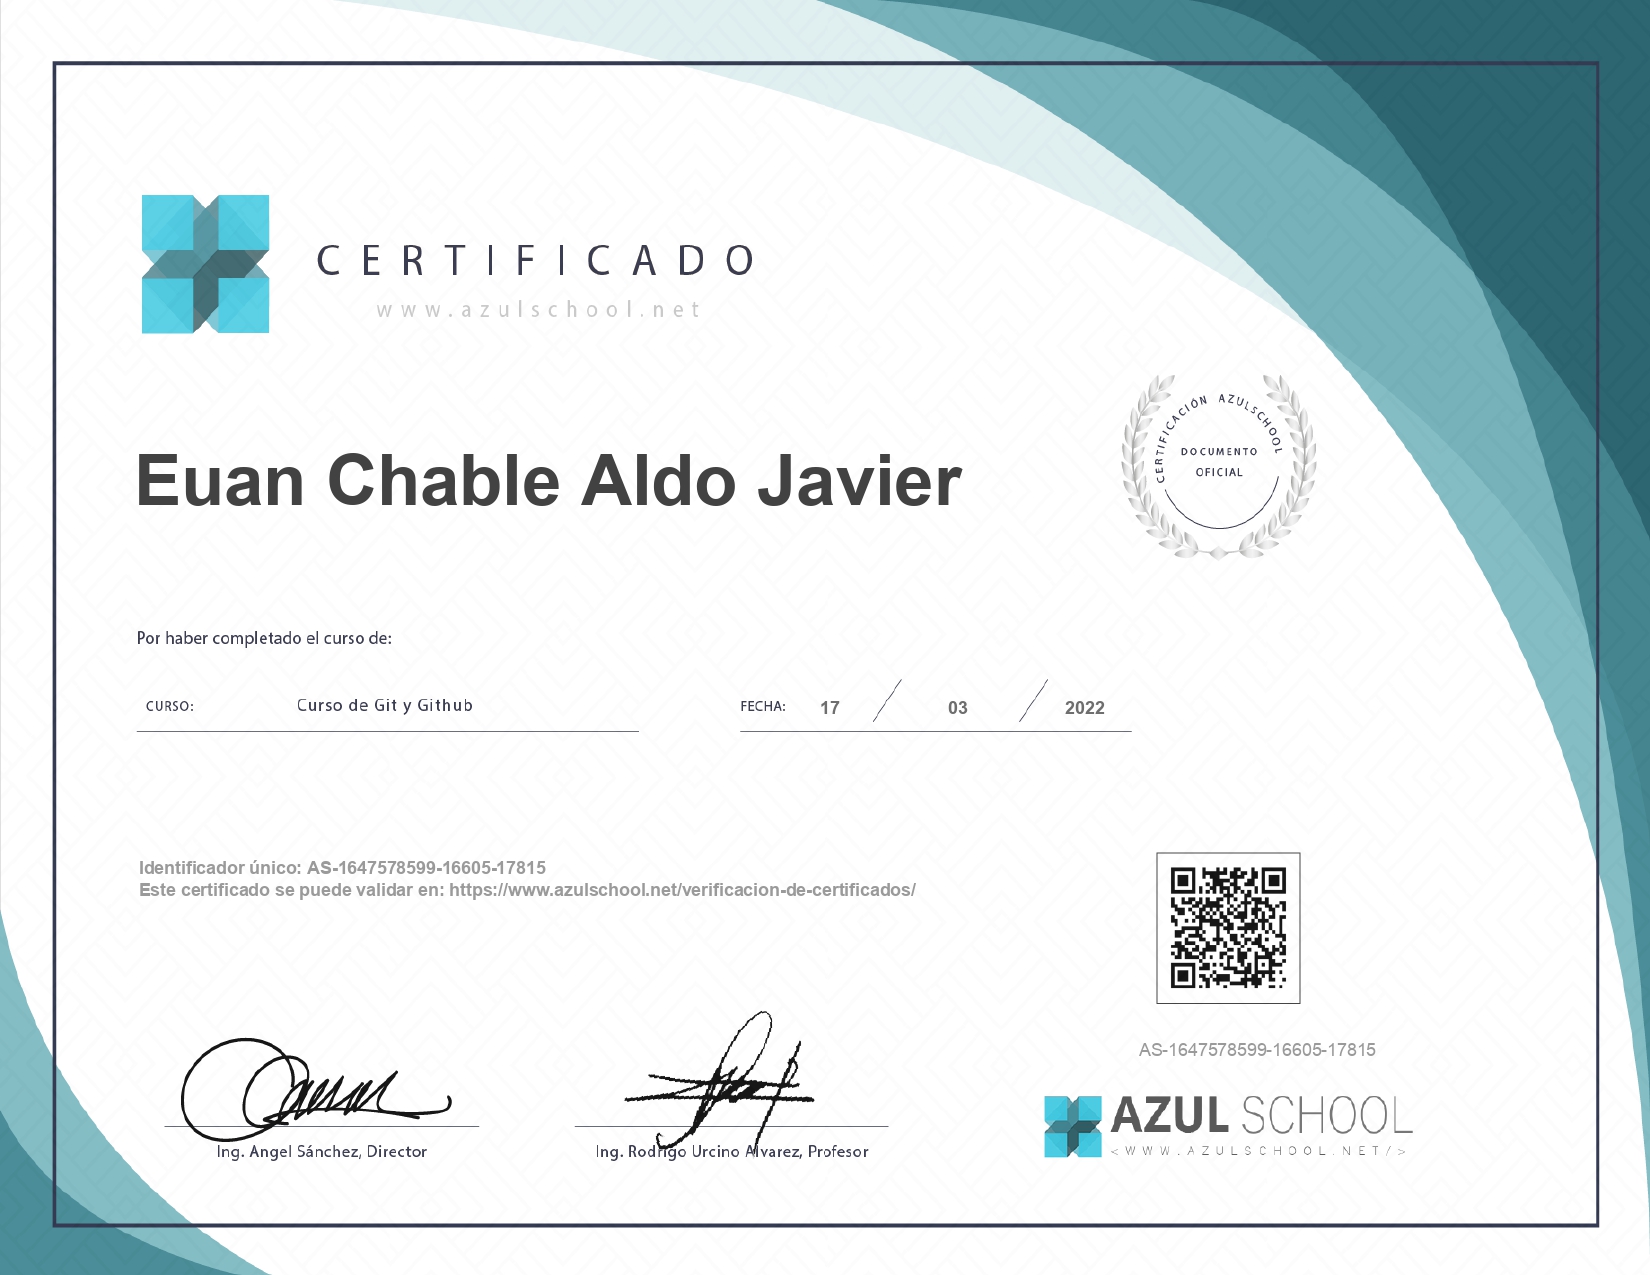 CERTIFICADO
www.azulschool.net
CERTIFICACIÓN AZULSCHOOL
DOCUMENTO
OFICIAL
Euan Chable Aldo Javier
Por haber completado el curso de:
CURSO: Curso de Git y Github
FECHA: 17 / 03 / 2022
Identificador único: AS-1647578599-16605-17815
Este certificado se puede validar en: https://www.azulschool.net/verificacion-de-certificados/
AS-1647578599-16605-17815
Ing. Angel Sánchez, Director
Ing. Rodrigo Urcino Alvarez, Profesor
AZUL SCHOOL
<WWW.AZULSCHOOL.NET/>